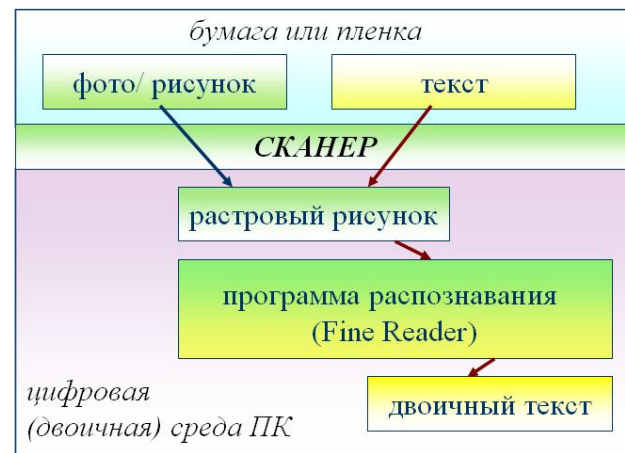 бумага или пленка
фото/ рисунок
текст
СКАНЕР
растровый рисунок
программа распознавания
(Fine Reader)
двоичный текст
цифровая
(двоичная) среда ПК